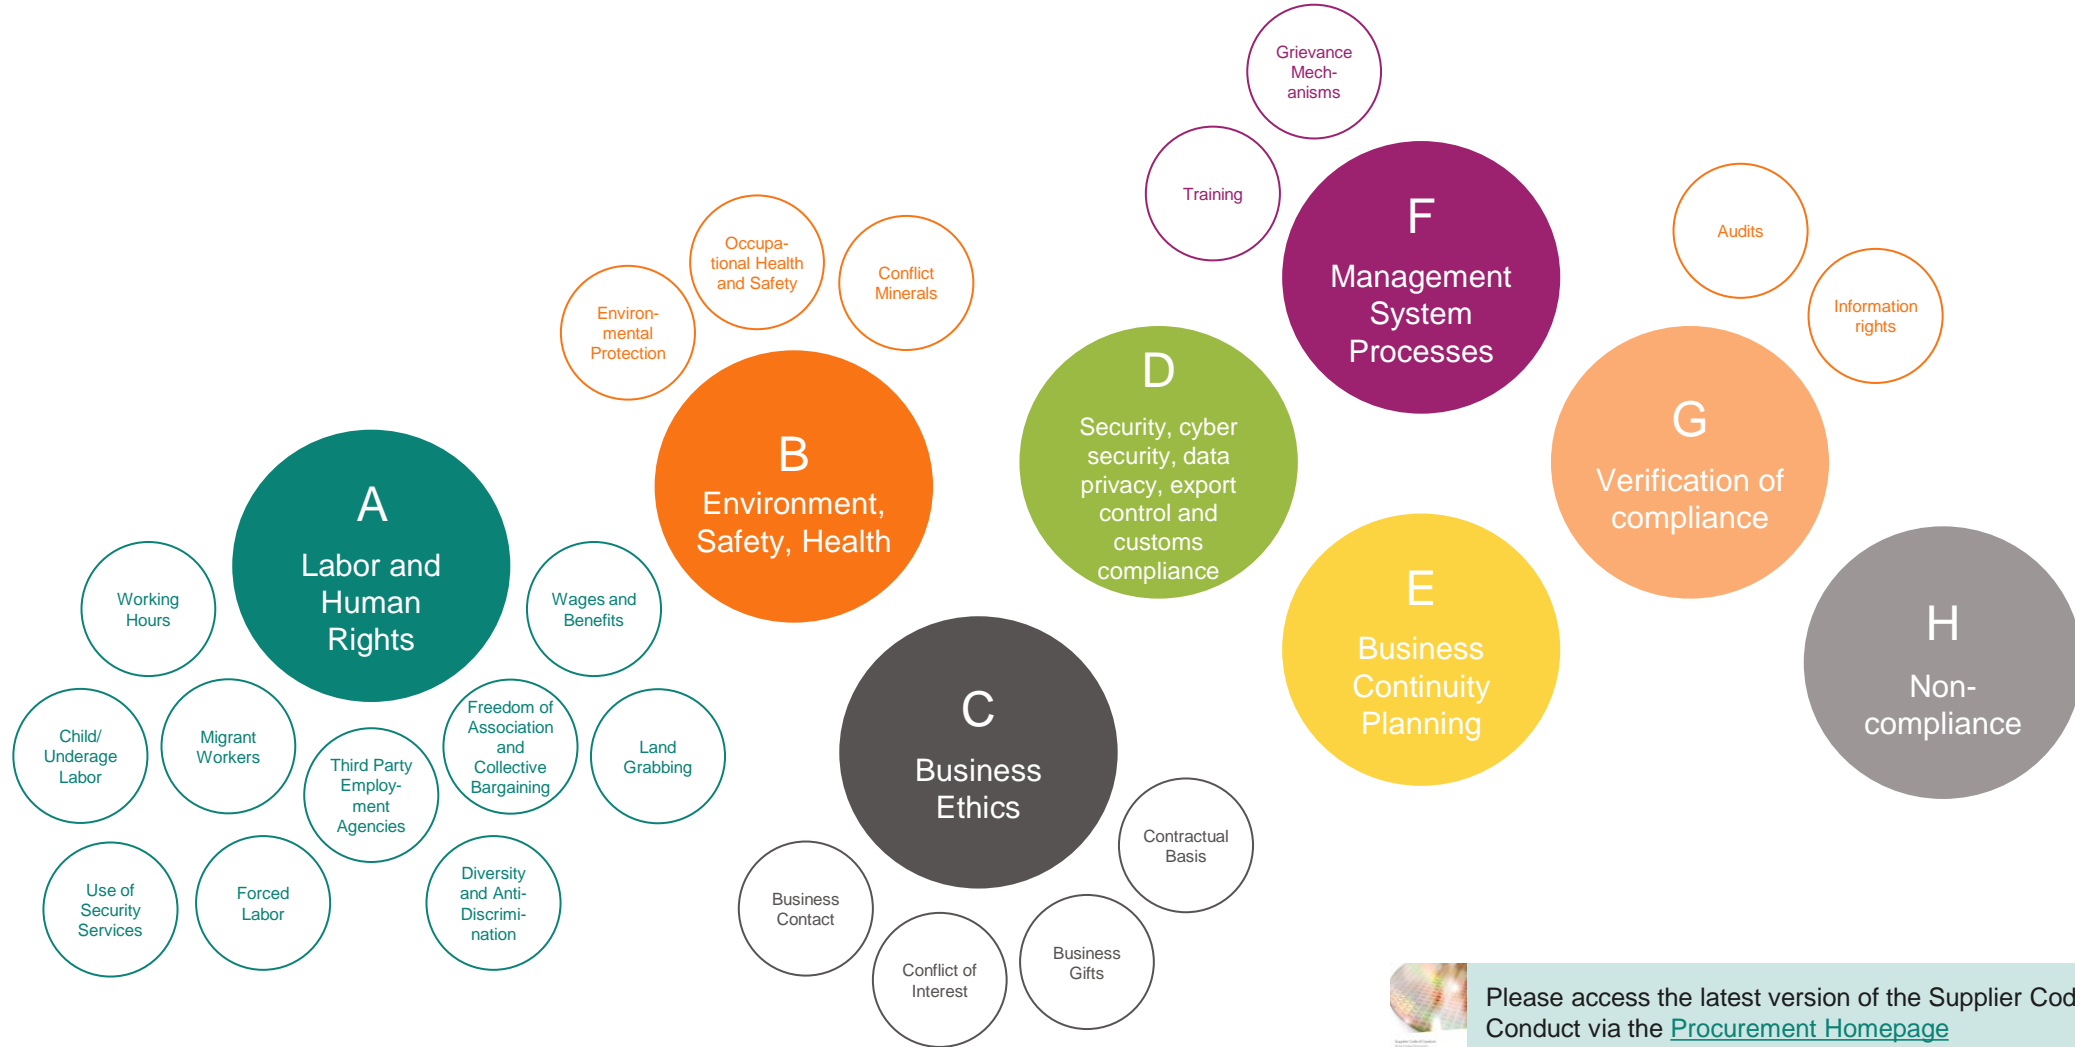 A
Labor and
Human
Rights
Working
Hours
Wages and
Benefits
Child/
Underage
Labor
Migrant
Workers
Third Party
Employ-
ment
Agencies
Freedom of
Association
and
Collective
Bargaining
Land
Grabbing
Use of
Security
Services
Forced
Labor
Diversity
and Anti-
Discrimi-
nation
B
Environment,
Safety, Health
Environ-
mental
Protection
Occupa-
tional Health
and Safety
Conflict
Minerals
C
Business
Ethics
Business
Contact
Conflict of
Interest
Business
Gifts
Contractual
Basis
D
Security, cyber
security, data
privacy, export
control and
customs
compliance
E
Business
Continuity
Planning
F
Management
System
Processes
Training
Grievance
Mech-
anisms
G
Verification of
compliance
Audits
Information
rights
H
Non-
compliance
Please access the latest version of the Supplier Cod
Conduct via the Procurement Homepage